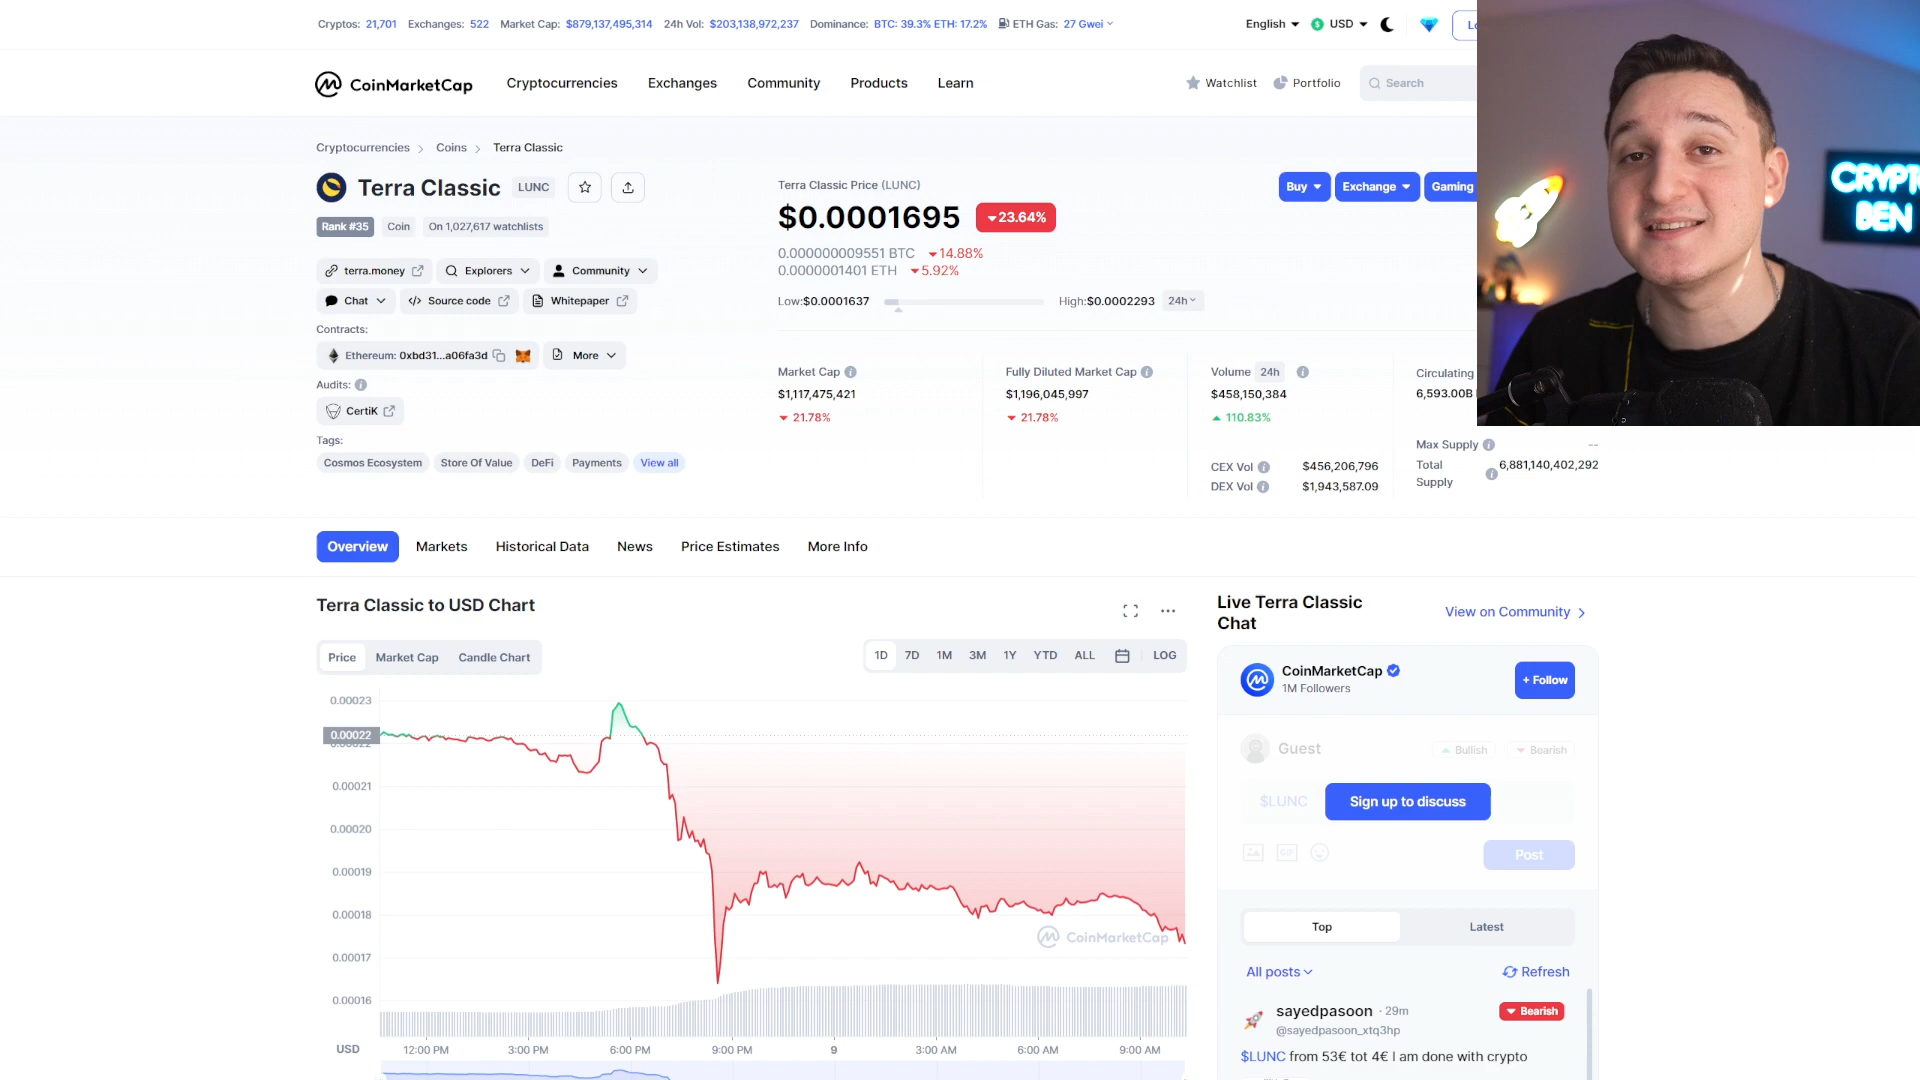 Cryptos: 21,701 Exchanges: 522 Market Cap: $879,137,495,314 24h Vol: $203,138,972,237 Dominance: BTC: 39.3% ETH: 17.2% ETH Gas: 27 Gwei
English USD
CoinMarketCap Cryptocurrencies Exchanges Community Products Learn
Watchlist Portfolio Search
Cryptocurrencies Coins Terra Classic
Terra Classic LUNC
Rank #35 Coin On 1,027,617 watchlists
terra.money Explorers Community
Chat Source code Whitepaper
Contracts:
Ethereum: 0xbd31...a06fa3d More
Audits:
CertiK
Tags:
Cosmos Ecosystem Store Of Value DeFi Payments View all
Terra Classic Price (LUNC)
$0.0001695 23.64%
0.000000009551 BTC 14.88%
0.0000001401 ETH 5.92%
Low:$0.0001637 High:$0.0002293 24h
Buy Exchange Gaming
Market Cap
$1,117,475,421
21.78%
Fully Diluted Market Cap
$1,196,045,997
21.78%
Volume 24h
$458,150,384
110.83%
CEX Vol $456,206,796
DEX Vol $1,943,587.09
Circulating
6,593.00B
Max Supply --
Total Supply 6,881,140,402,292
CRYPT
BEN
Overview Markets Historical Data News Price Estimates More Info
Terra Classic to USD Chart
Price Market Cap Candle Chart
1D 7D 1M 3M 1Y YTD ALL LOG
0.00023
0.00022
0.00022
0.00021
0.00020
0.00019
0.00018
0.00017
0.00016
CoinMarketCap
USD 12:00 PM 3:00 PM 6:00 PM 9:00 PM 9 3:00 AM 6:00 AM 9:00 AM
Live Terra Classic
Chat
View on Community
CoinMarketCap
1M Followers
+ Follow
Guest Bullish Bearish
$LUNC Sign up to discuss
GIF
Post
Top Latest
All posts Refresh
sayedpasoon · 29m Bearish
@sayedpasoon_xtq3hp
$LUNC from 53€ tot 4€ I am done with crypto